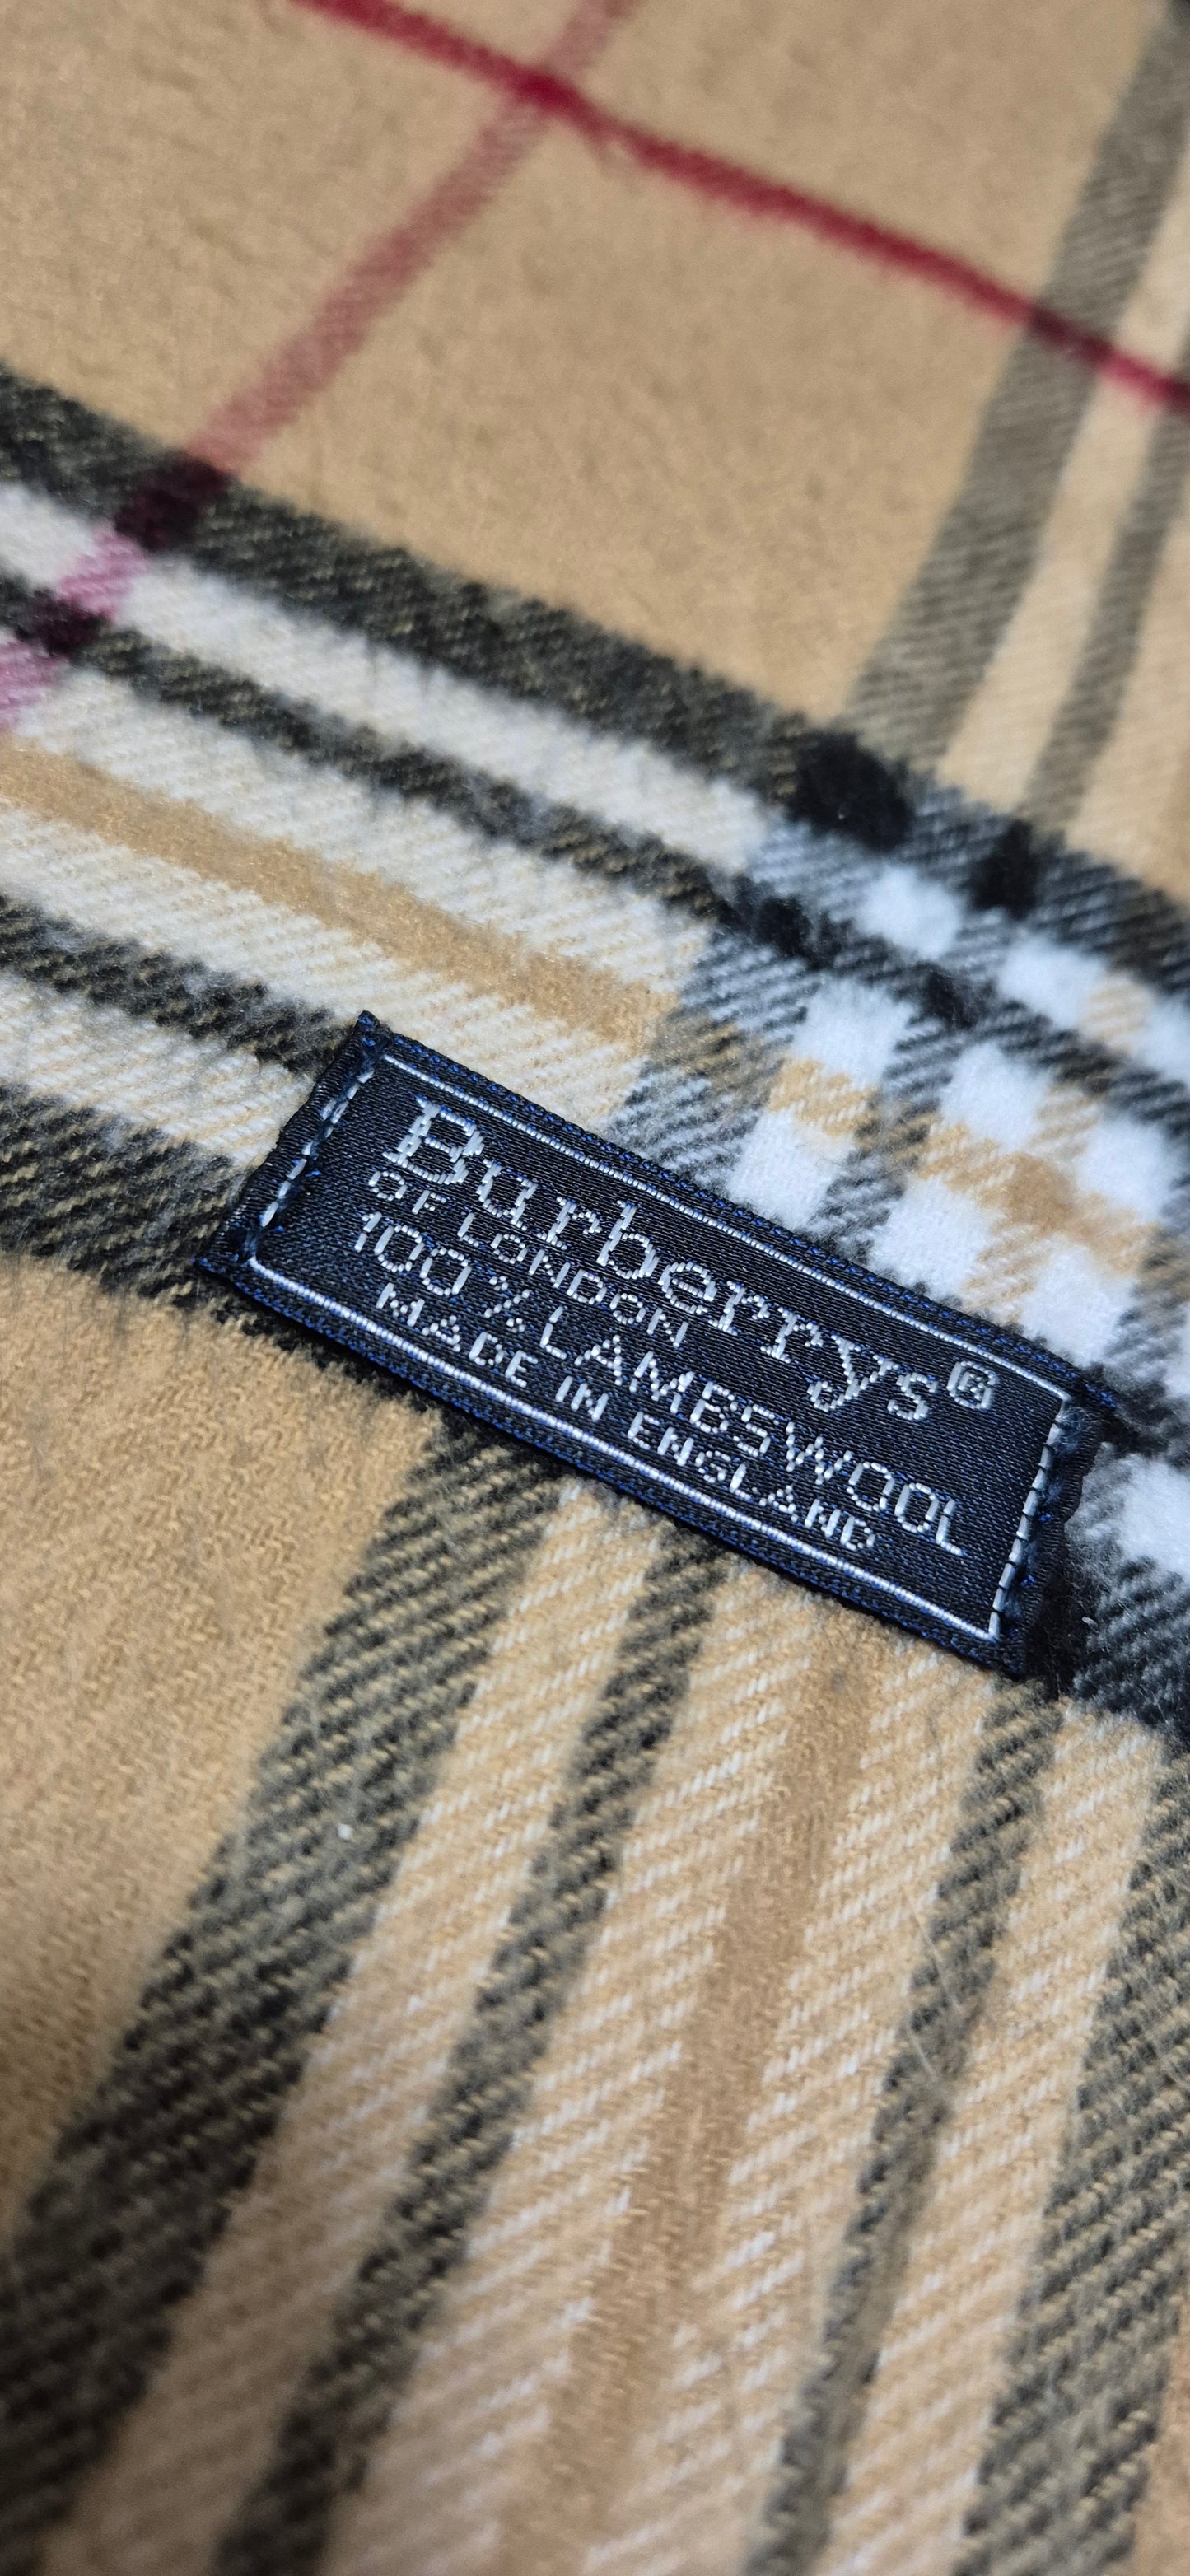 Burberrys®
OF LONDON
100% LAMBSWOOL
MADE IN ENGLAND